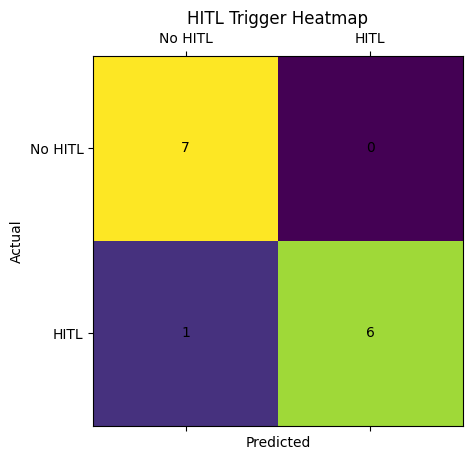 HITL Trigger Heatmap
No HITL HITL
No HITL 7 0
Actual
HITL 1 6
Predicted